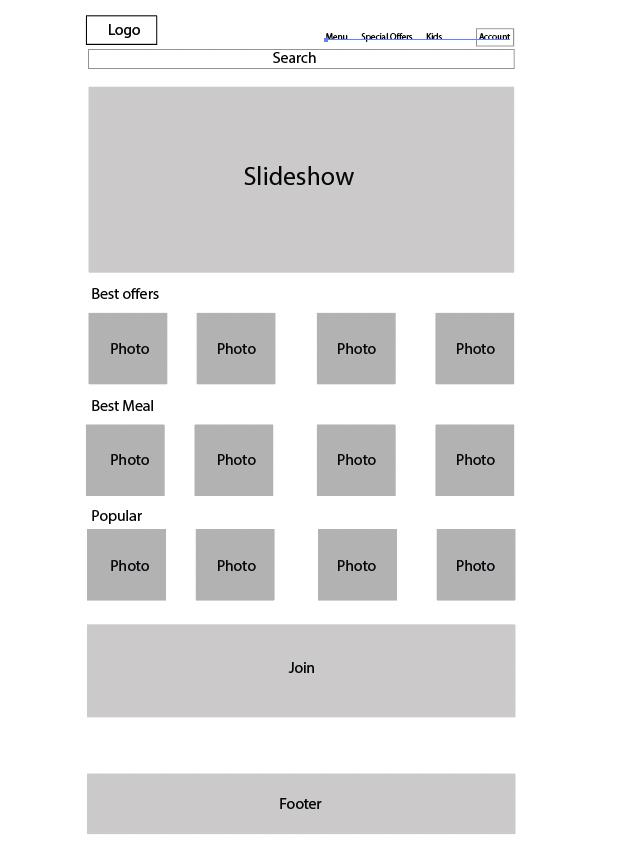 Logo
Menu Special Offers Kids Account
Search
Slideshow
Best offers
Photo Photo Photo Photo
Best Meal
Photo Photo Photo Photo
Popular
Photo Photo Photo Photo
Join
Footer